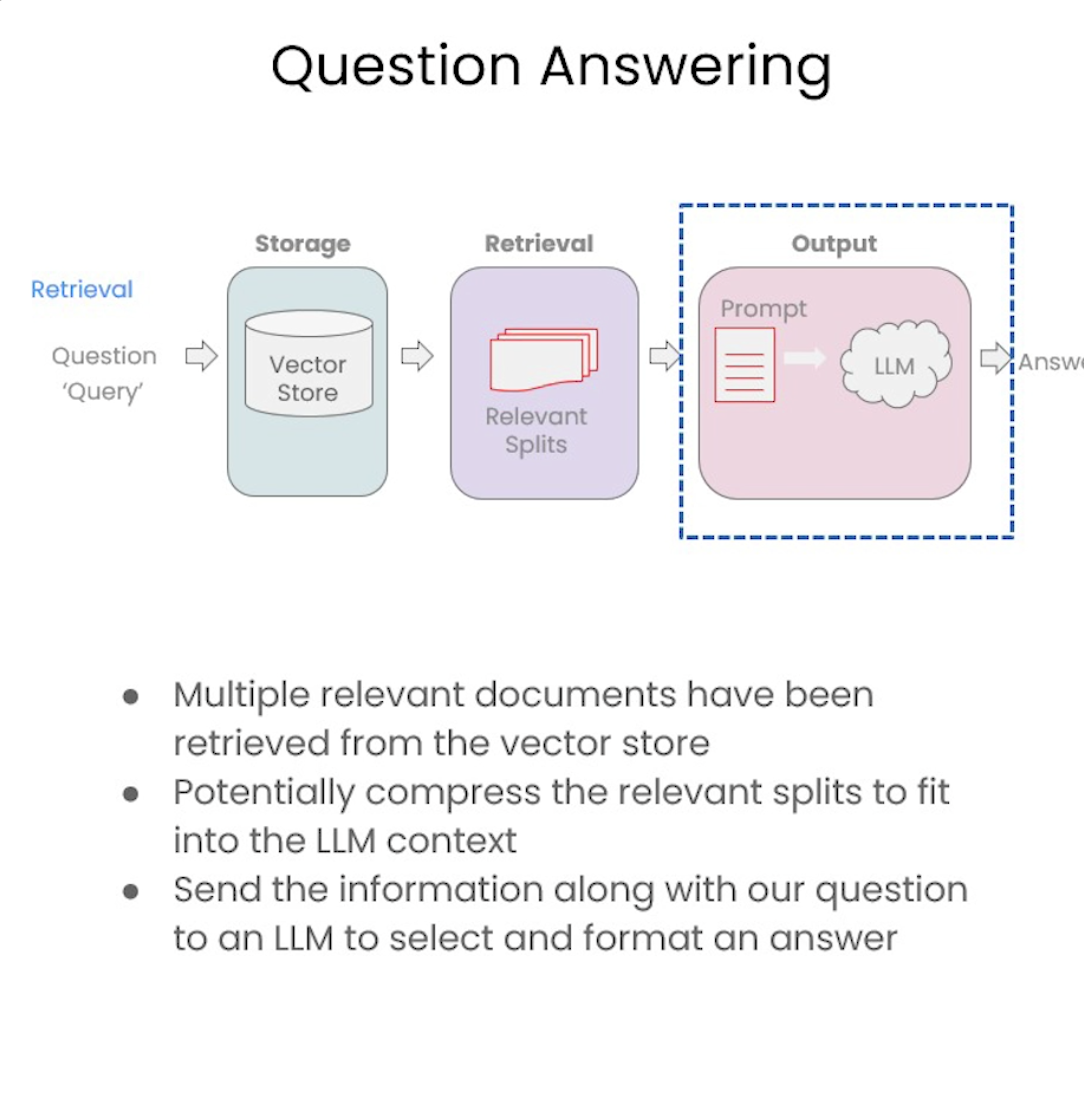 Question Answering
Storage
Retrieval
Output
Retrieval
Question
'Query'
Vector
Store
Relevant
Splits
Prompt
LLM
Answe
● Multiple relevant documents have been
retrieved from the vector store
● Potentially compress the relevant splits to fit
into the LLM context
● Send the information along with our question
to an LLM to select and format an answer